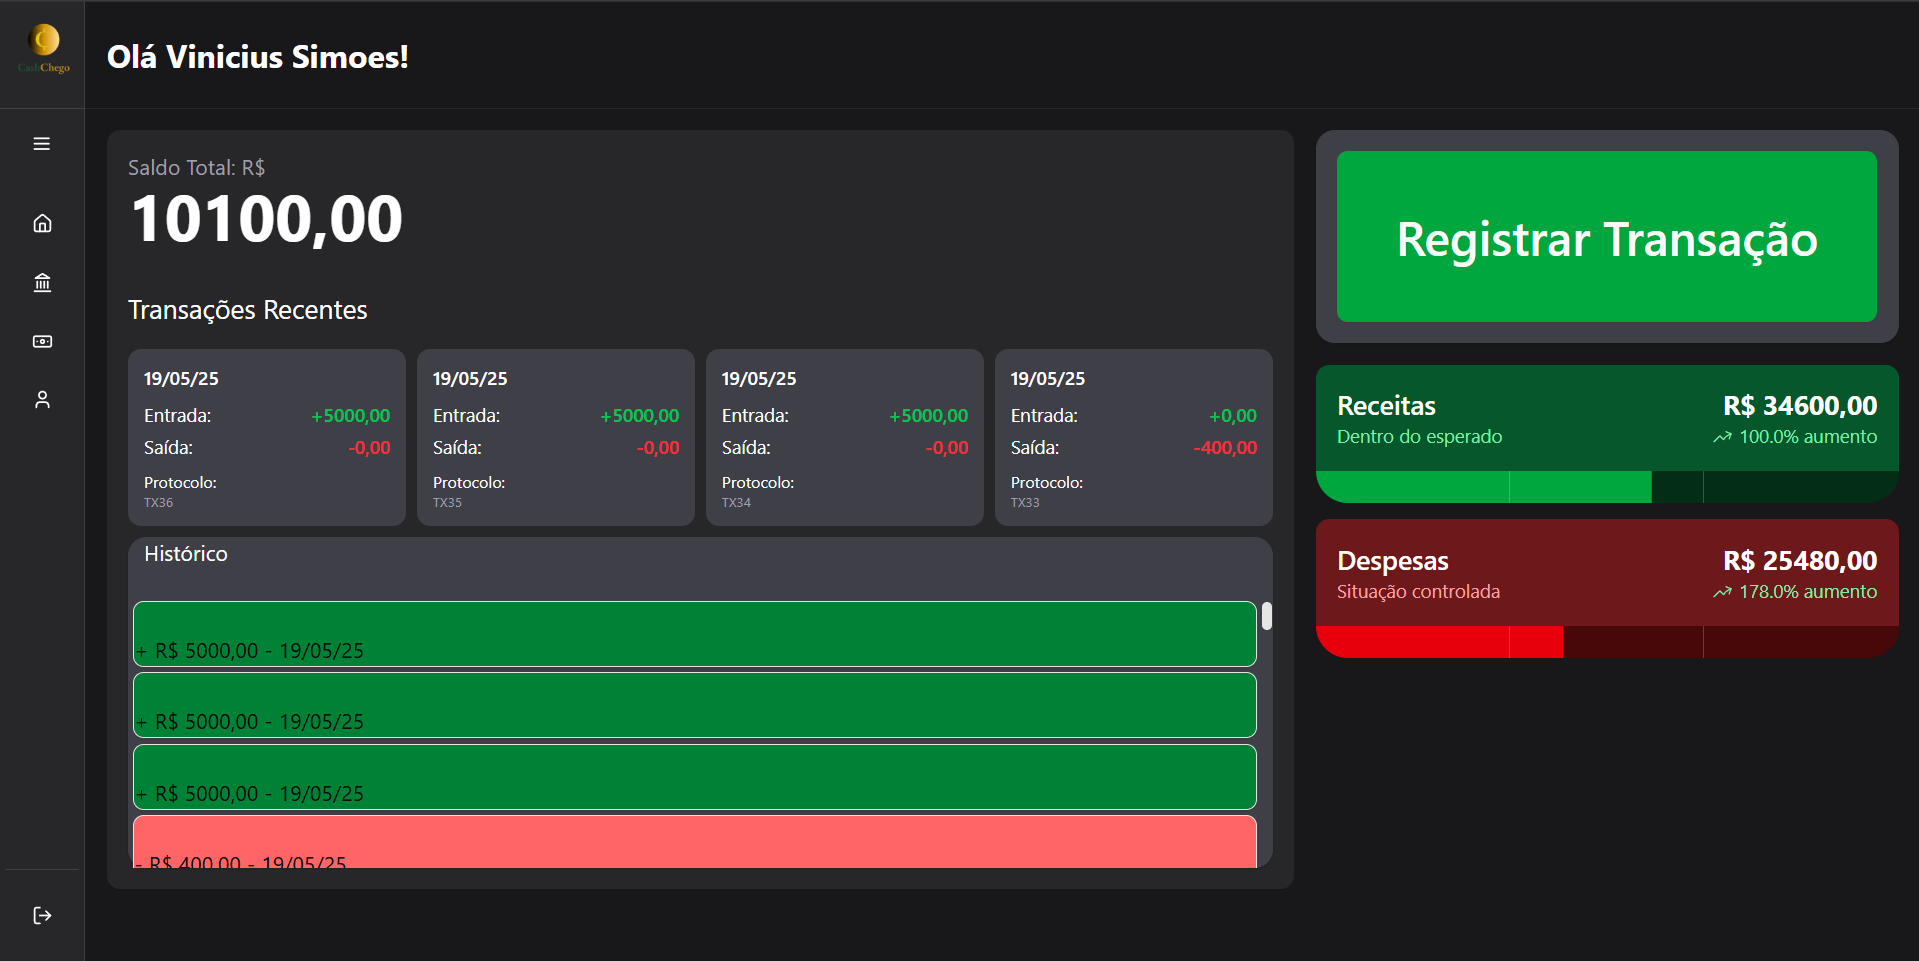 CashChego
Olá Vinicius Simoes!
Saldo Total: R$
10100,00
Transações Recentes
19/05/25
Entrada: +5000,00
Saída: -0,00
Protocolo:
TX36
19/05/25
Entrada: +5000,00
Saída: -0,00
Protocolo:
TX35
19/05/25
Entrada: +5000,00
Saída: -0,00
Protocolo:
TX34
19/05/25
Entrada: +0,00
Saída: -400,00
Protocolo:
TX33
Histórico
+ R$ 5000,00 - 19/05/25
+ R$ 5000,00 - 19/05/25
+ R$ 5000,00 - 19/05/25
- R$ 400,00 - 19/05/25
Registrar Transação
Receitas R$ 34600,00
Dentro do esperado 100.0% aumento
Despesas R$ 25480,00
Situação controlada 178.0% aumento